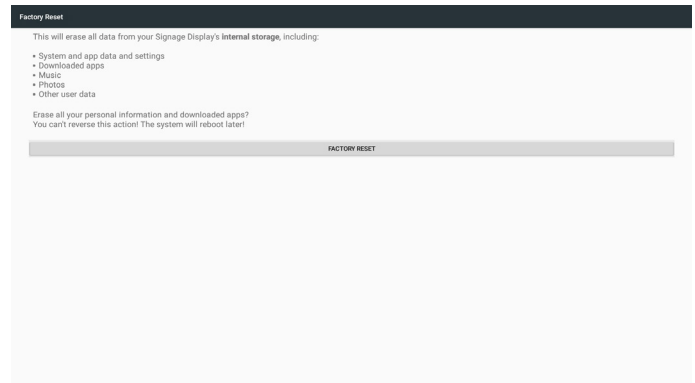 Factory Reset
This will erase all data from your Signage Display's internal storage, including:
• System and app data and settings
• Downloaded apps
• Music
• Photos
• Other user data
Erase all your personal information and downloaded apps?
You can't reverse this action! The system will reboot later!
FACTORY RESET